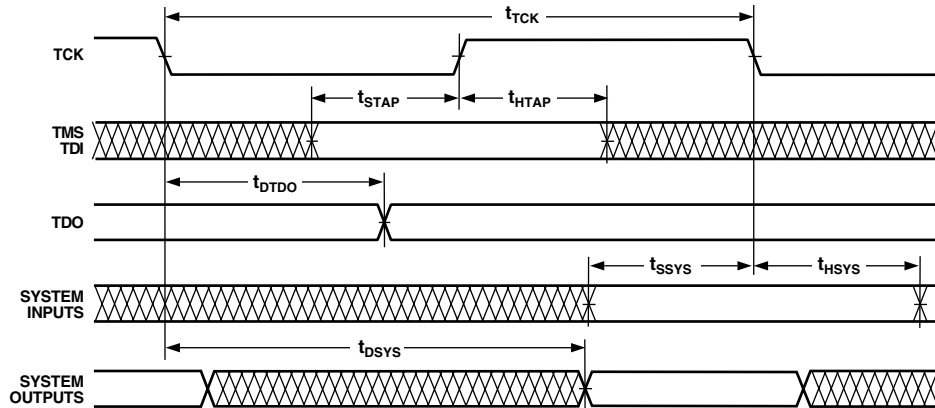 tTCK
TCK
tSTAP
tHTAP
TMS
TDI
tDTDO
TDO
tSSYS
tHSYS
SYSTEM
INPUTS
tDSYS
SYSTEM
OUTPUTS